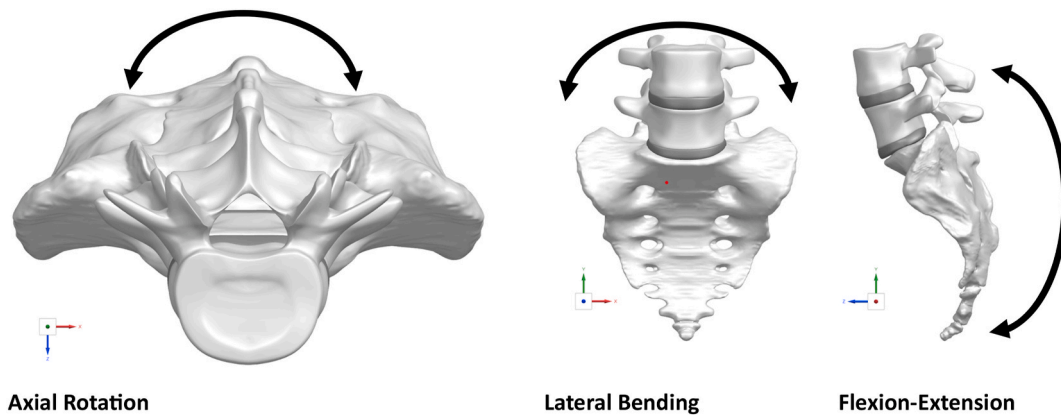 X
Z
Y
X
Y
Z
Axial Rotation
Lateral Bending
Flexion-Extension